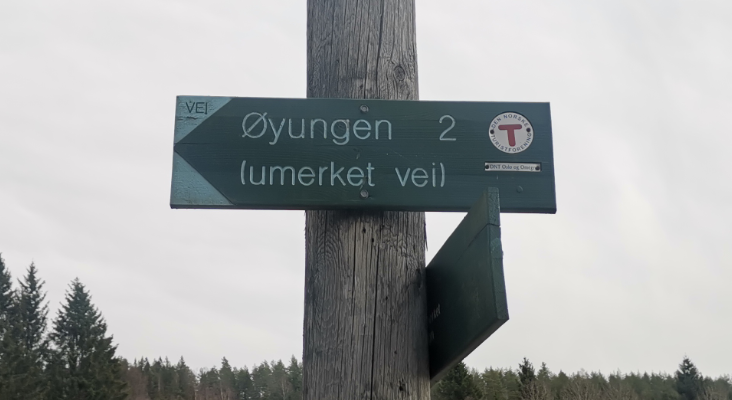 VEI
Øyungen 2
(umerket vei)
DEN NORSKE
T
TURISTFORENING
DNT Oslo og Omegn